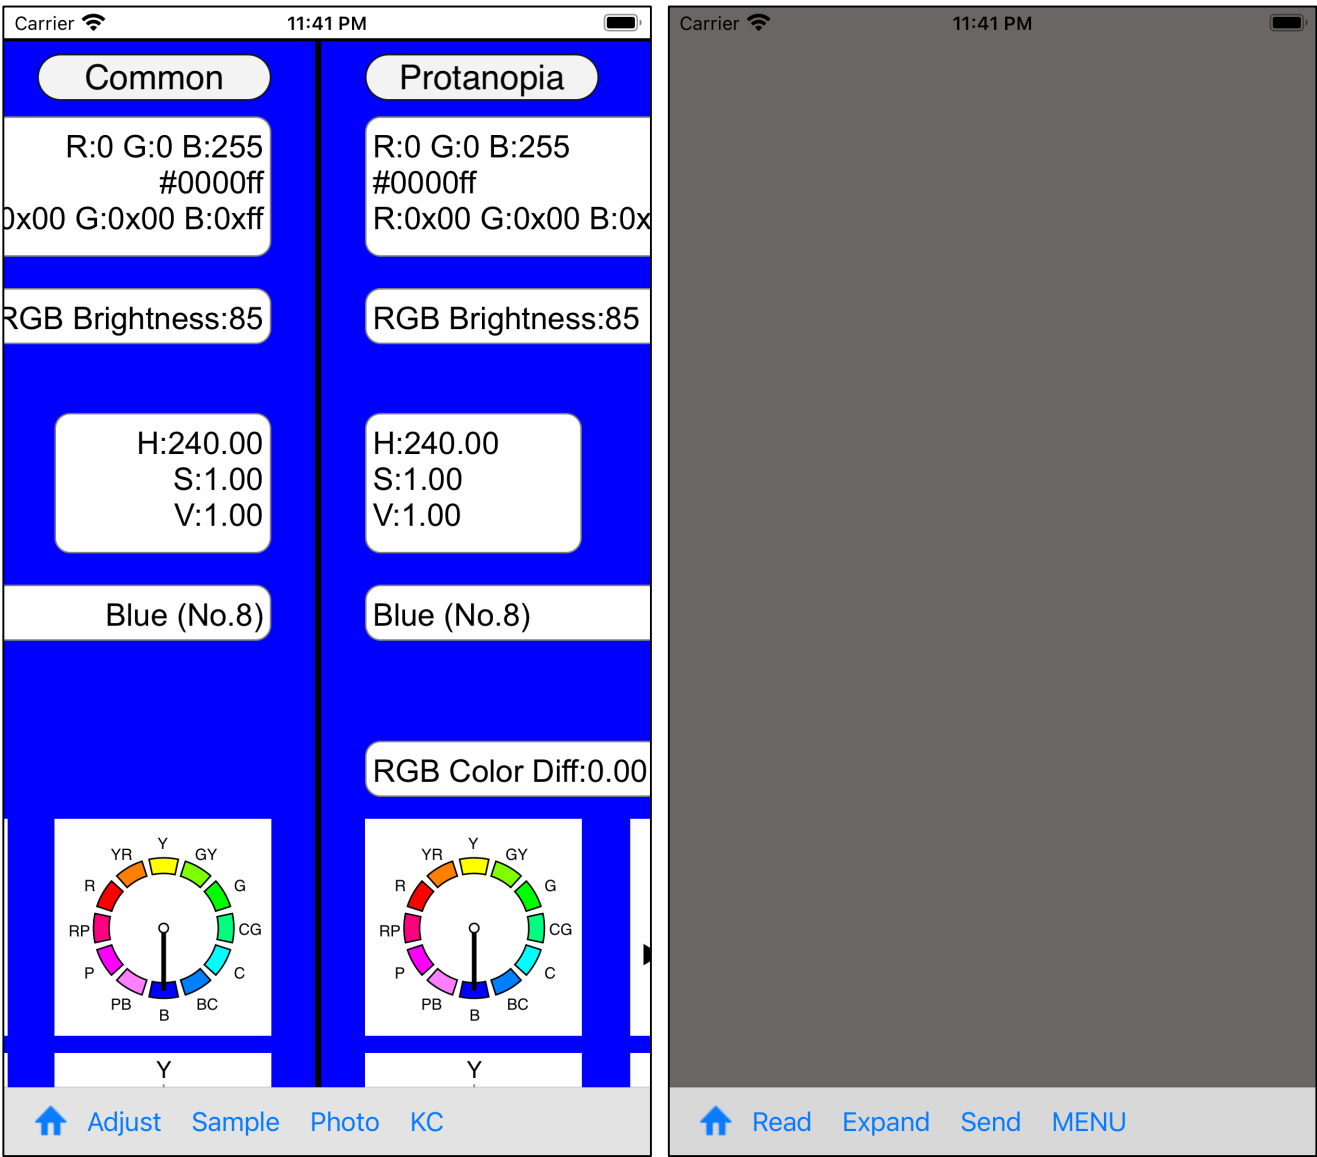 Carrier 11:41 PM
Common
Protanopia
R:0 G:0 B:255
#0000ff
0x00 G:0x00 B:0xff
R:0 G:0 B:255
#0000ff
R:0x00 G:0x00 B:0x
RGB Brightness:85
RGB Brightness:85
H:240.00
S:1.00
V:1.00
H:240.00
S:1.00
V:1.00
Blue (No.8)
Blue (No.8)
RGB Color Diff:0.00
Y
YR
GY
R
G
RP
CG
P
C
PB
BC
B
Y
YR
GY
R
G
RP
CG
P
C
PB
BC
B
Y
Y
Adjust Sample Photo KC
Carrier 11:41 PM
Read Expand Send MENU